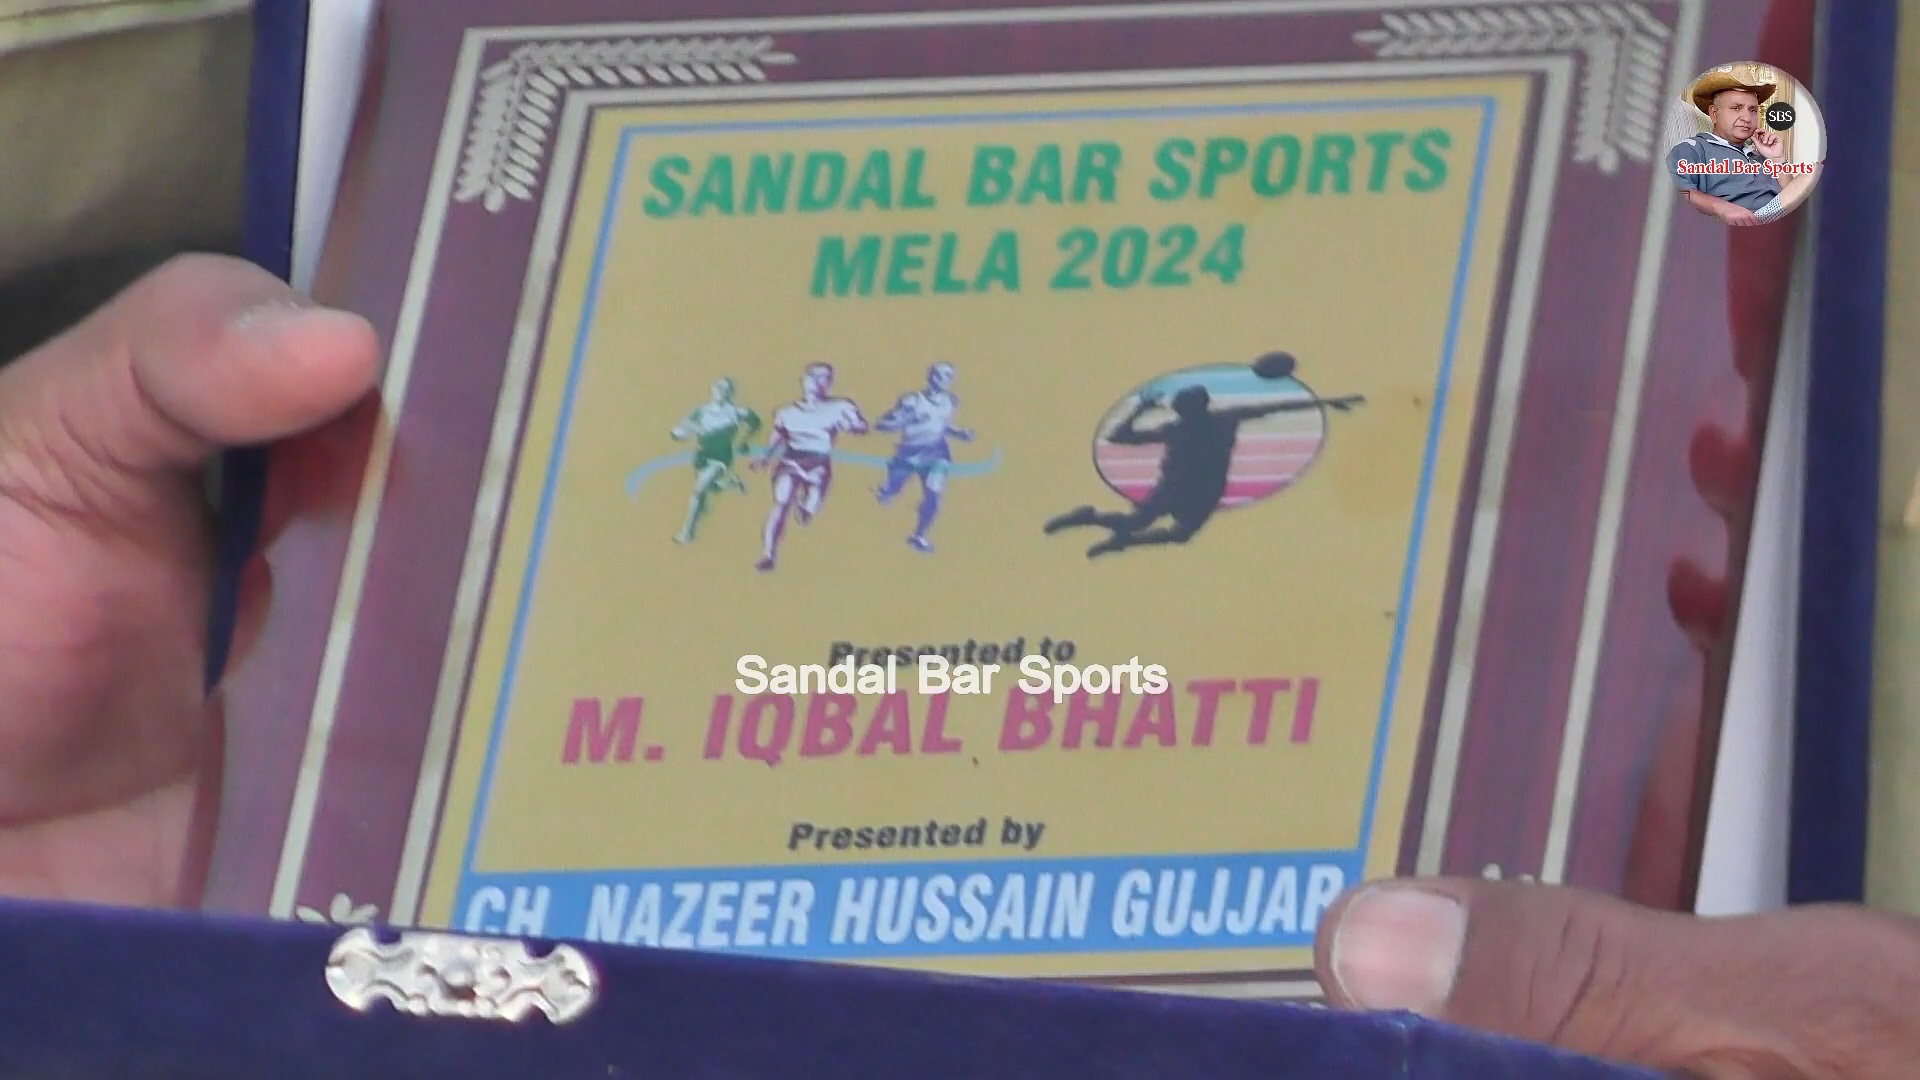 SANDAL BAR SPORTS
MELA 2024
SBS
Sandal Bar Sports
Presented to
Sandal Bar Sports
M. IQBAL BHATTI
Presented by
CH. NAZEER HUSSAIN GUJJAR